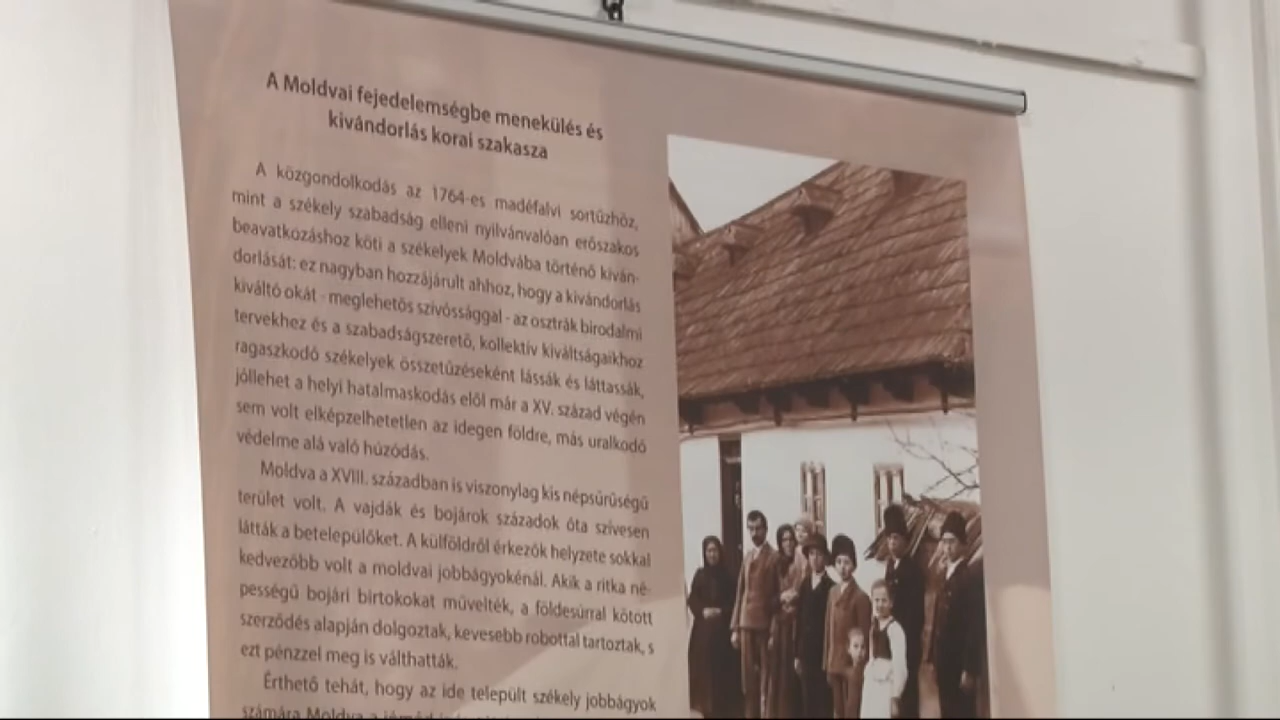 A Moldvai fejedelemségbe menekülés és
kivándorlás korai szakasza
A közgondolkodás az 1764-es madéfalvi sortűzhöz,
mint a székely szabadság elleni nyilvánvalóan erőszakos
beavatkozáshoz köti a székelyek Moldvába történő kiván-
dorlását: ez nagyban hozzájárult ahhoz, hogy a kivándorlás
kiváltó okát - meglehetős szívóssággal - az osztrák birodalmi
tervekhez és a szabadságszerető, kollektív kiváltságaikhoz
ragaszkodó székelyek összetűzéseként lássák és láttassák,
jóllehet a helyi hatalmaskodás elől már a XV. század végén
sem volt elképzelhetetlen az idegen földre, más uralkodó
védelme alá való húzódás.
Moldva a XVIII. században is viszonylag kis népsűrűségű
terület volt. A vajdák és bojárok századok óta szívesen
látták a betelepülőket. A külföldről érkezők helyzete sokkal
kedvezőbb volt a moldvai jobbágyokénál. Akik a ritka né-
pességű bojári birtokokat művelték, a földesúrral kötött
szerződés alapján dolgoztak, kevesebb robottal tartoztak, s
ezt pénzzel meg is válthatták.
Érthető tehát, hogy az ide települt székely jobbágyok
számára Moldva a